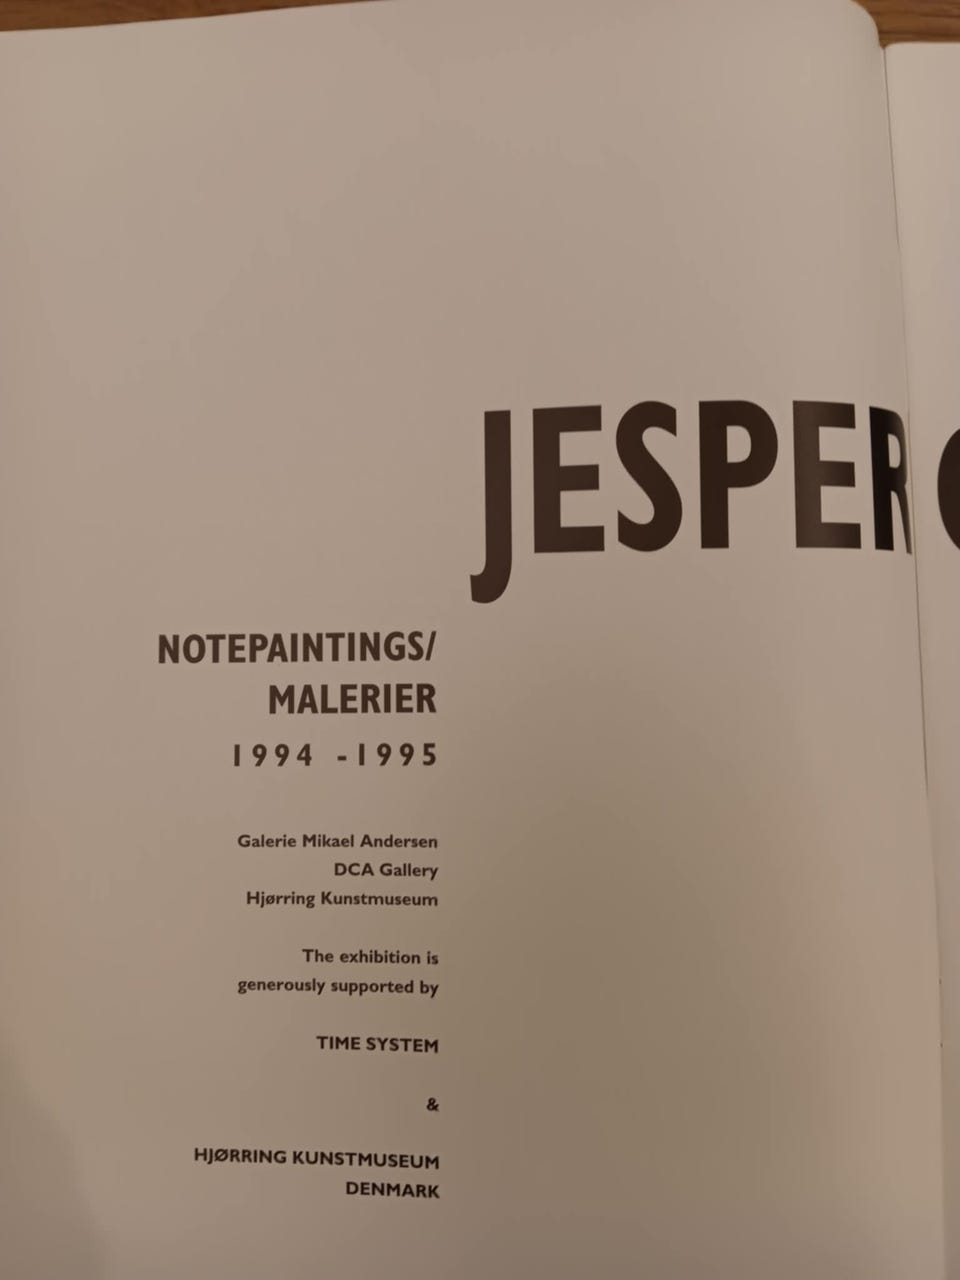 JESPER
NOTEPAINTINGS/
MALERIER
1994 -1995
Galerie Mikael Andersen
DCA Gallery
Hjørring Kunstmuseum
The exhibition is
generously supported by
TIME SYSTEM
&
HJØRRING KUNSTMUSEUM
DENMARK